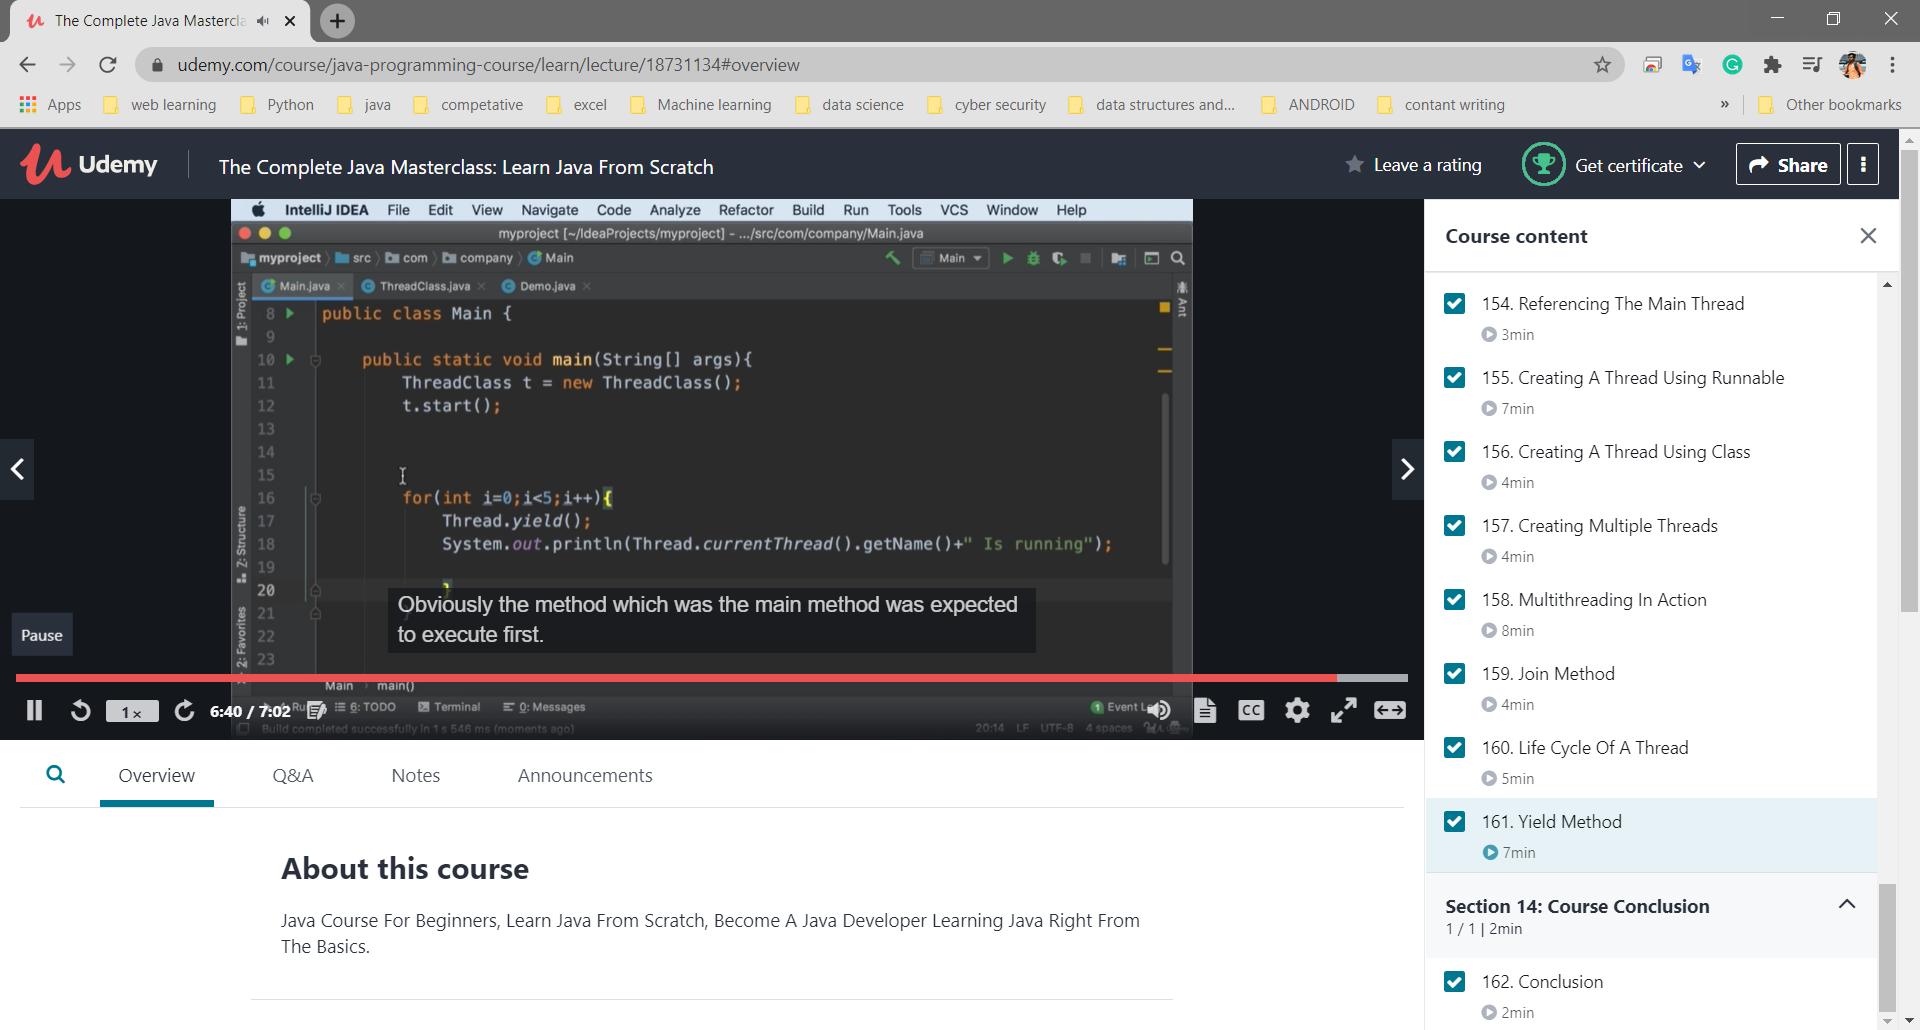 The Complete Java Mastercla
udemy.com/course/java-programming-course/learn/lecture/18731134#overview
Apps web learning Python java competative excel Machine learning data science cyber security data structures and... ANDROID contant writing » Other bookmarks
Udemy The Complete Java Masterclass: Learn Java From Scratch Leave a rating Get certificate Share
IntelliJ IDEA File Edit View Navigate Code Analyze Refactor Build Run Tools VCS Window Help
myproject [~/IdeaProjects/myproject] - .../src/com/company/Main.java
myproject src com company Main Main
Main.java ThreadClass.java Demo.java
1: Project
Ant
8 public class Main {
9
10 public static void main(String[] args){
11 ThreadClass t = new ThreadClass();
12 t.start();
13
14
15
16 for(int i=0;i<5;i++){
17 Thread.yield();
18 System.out.println(Thread.currentThread().getName()+" Is running");
19
20 }
21
22
23
Z: Structure
2: Favorites
Obviously the method which was the main method was expected
to execute first.
Pause
Main main()
1x 6:40 / 7:02 6: TODO Terminal 0: Messages 1 Event CC
Build completed successfully in 1 s 546 ms (moments ago) 20:14 LF UTF-8 4 spaces
Overview Q&A Notes Announcements
About this course
Java Course For Beginners, Learn Java From Scratch, Become A Java Developer Learning Java Right From
The Basics.
Course content
154. Referencing The Main Thread
3min
155. Creating A Thread Using Runnable
7min
156. Creating A Thread Using Class
4min
157. Creating Multiple Threads
4min
158. Multithreading In Action
8min
159. Join Method
4min
160. Life Cycle Of A Thread
5min
161. Yield Method
7min
Section 14: Course Conclusion
1 / 1 | 2min
162. Conclusion
2min